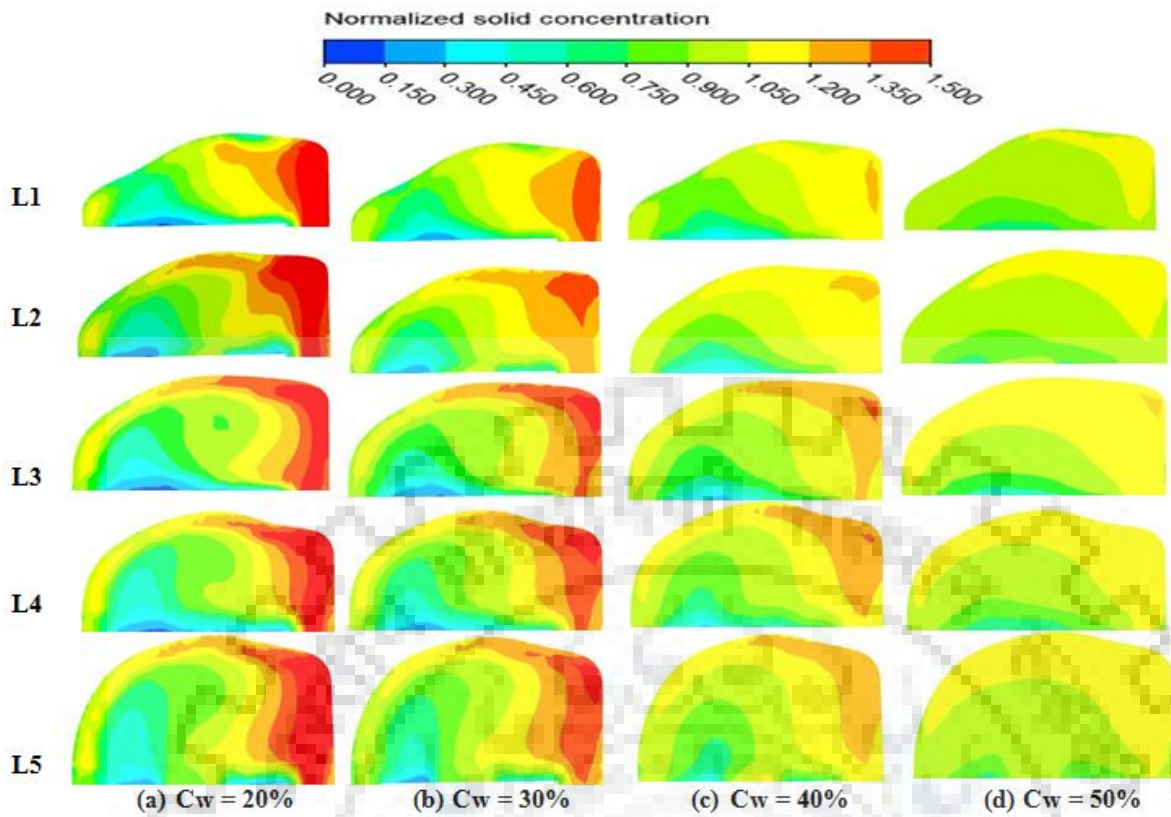 Normalized solid concentration
0.000 0.150 0.300 0.450 0.600 0.750 0.900 1.050 1.200 1.350 1.500
L1
L2
L3
L4
L5
(a) Cw = 20% (b) Cw = 30% (c) Cw = 40% (d) Cw = 50%